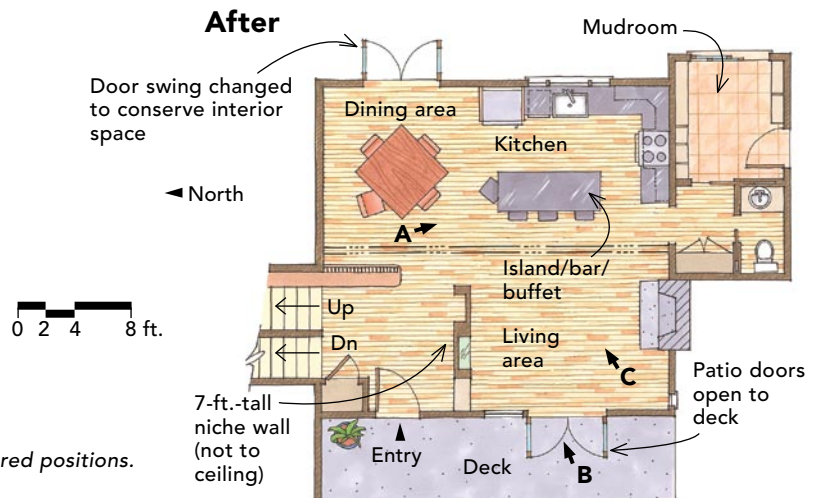 After
Mudroom
Door swing changed
to conserve interior
space
Dining area
Kitchen
◄ North
A
Island/bar/
buffet
0 2 4 8 ft.
Up
Dn
Living
area
C
Patio doors
open to
deck
7-ft.-tall
niche wall
(not to
ceiling)
Entry
Deck
B
red positions.